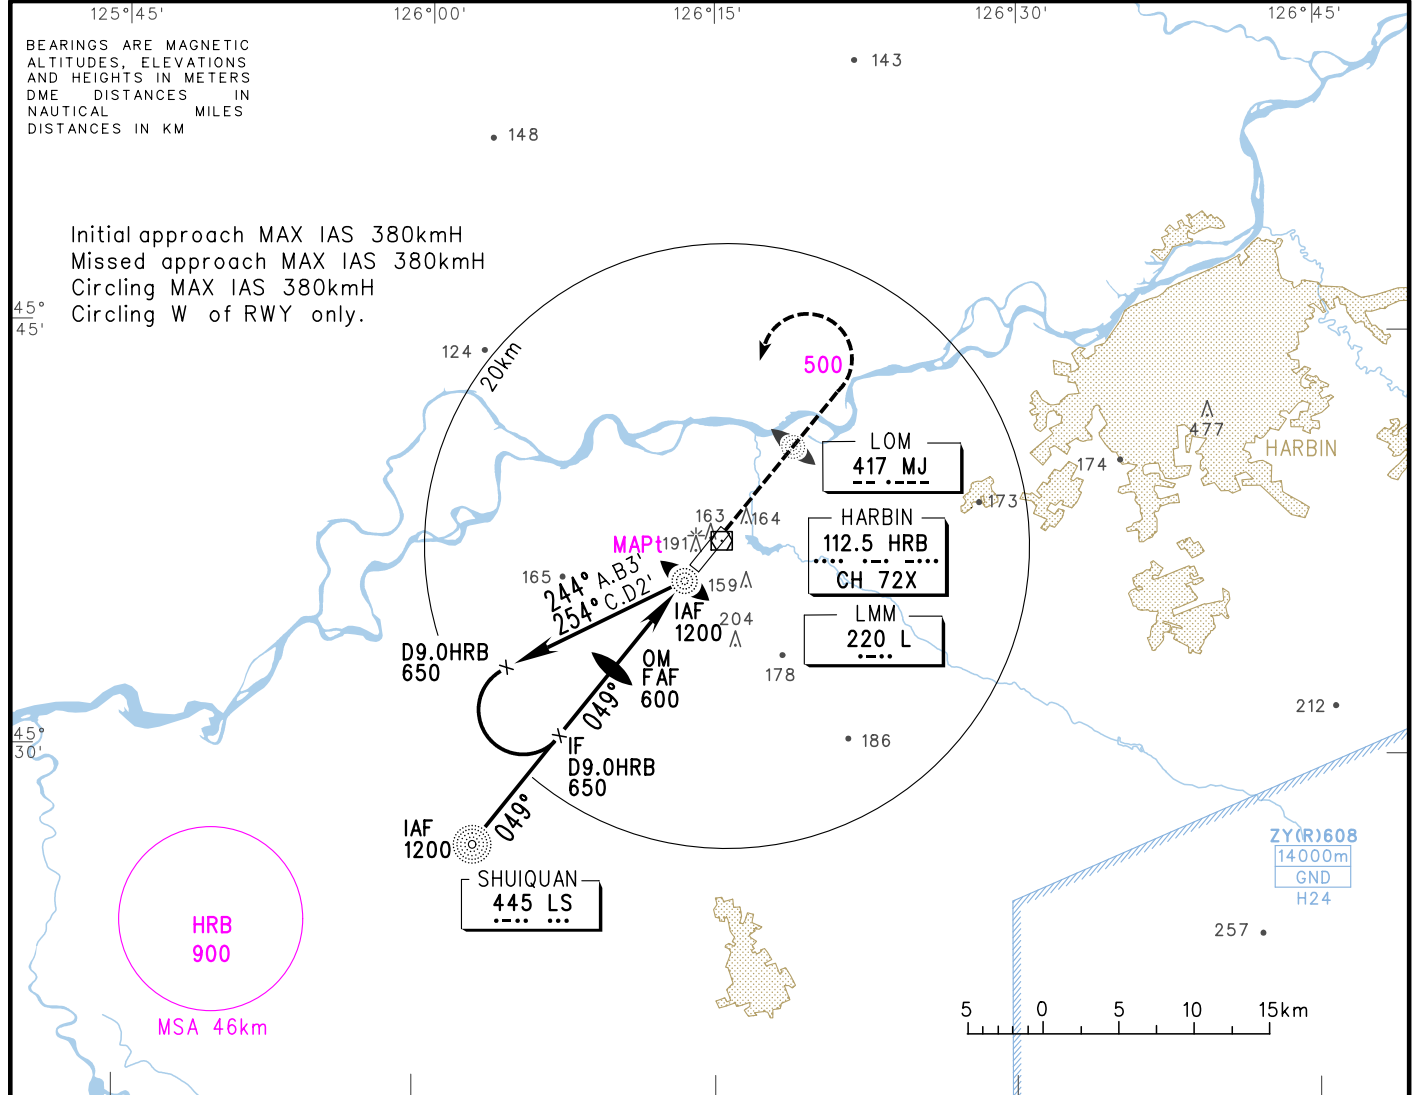 125° 45'
126° 00'
126° 15'
126° 30'
126° 45'
BEARINGS ARE MAGNETIC
ALTITUDES, ELEVATIONS
AND HEIGHTS IN METERS
DME DISTANCES IN
NAUTICAL MILES
DISTANCES IN KM
143
148
Initial approach MAX IAS 380kmH
Missed approach MAX IAS 380kmH
Circling MAX IAS 380kmH
Circling W of RWY only.
45°
45'
124
20km
500
477
HARBIN
174
173
LOM
417 MJ
163
164
191
MAPt
HARBIN
112.5 HRB
CH 72X
165
159
244° A.B3'
254° C.D2'
IAF
1200
204
LMM
220 L
D9.0HRB
650
OM
FAF
600
178
049°
212
186
45°
30'
IF
D9.0HRB
650
049°
IAF
1200
SHUIQUAN
445 LS
ZY(R)608
14000m
GND
H24
257
HRB
900
MSA 46km
5 0 5 10 15km